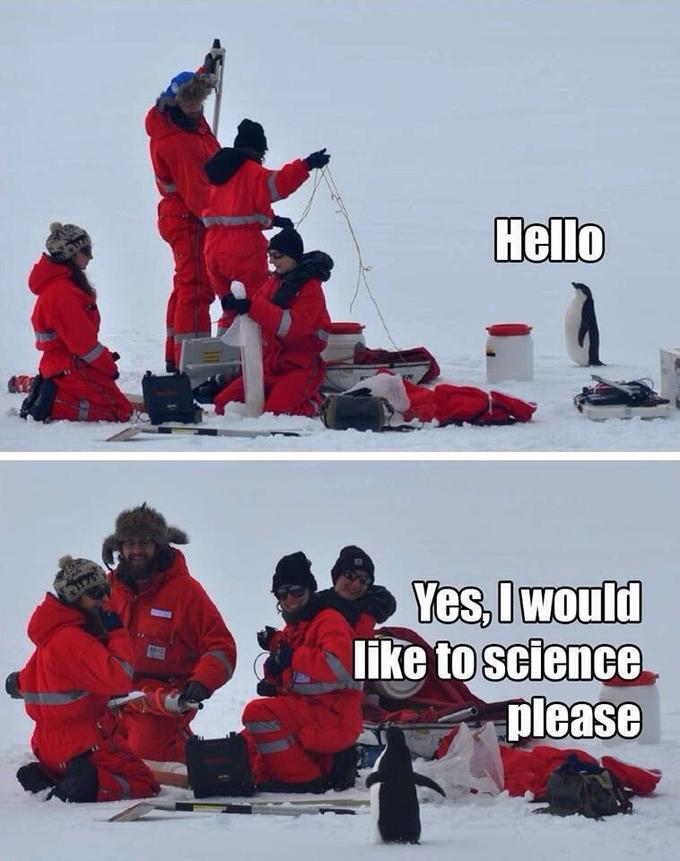 Hello
Yes, I would
like to science
please